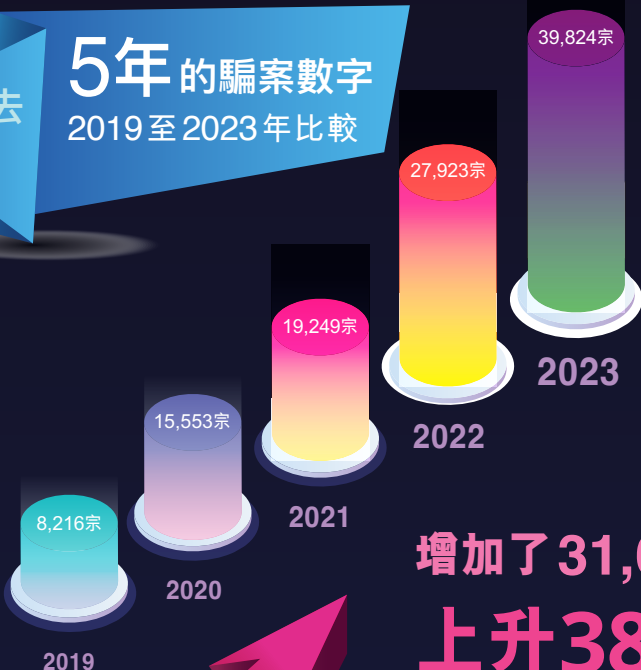 去
5年的騙案數字
2019至2023年比較
39,824宗
27,923宗
19,249宗
15,553宗
8,216宗
2023
2022
2021
2020
2019
增加了31,
上升38